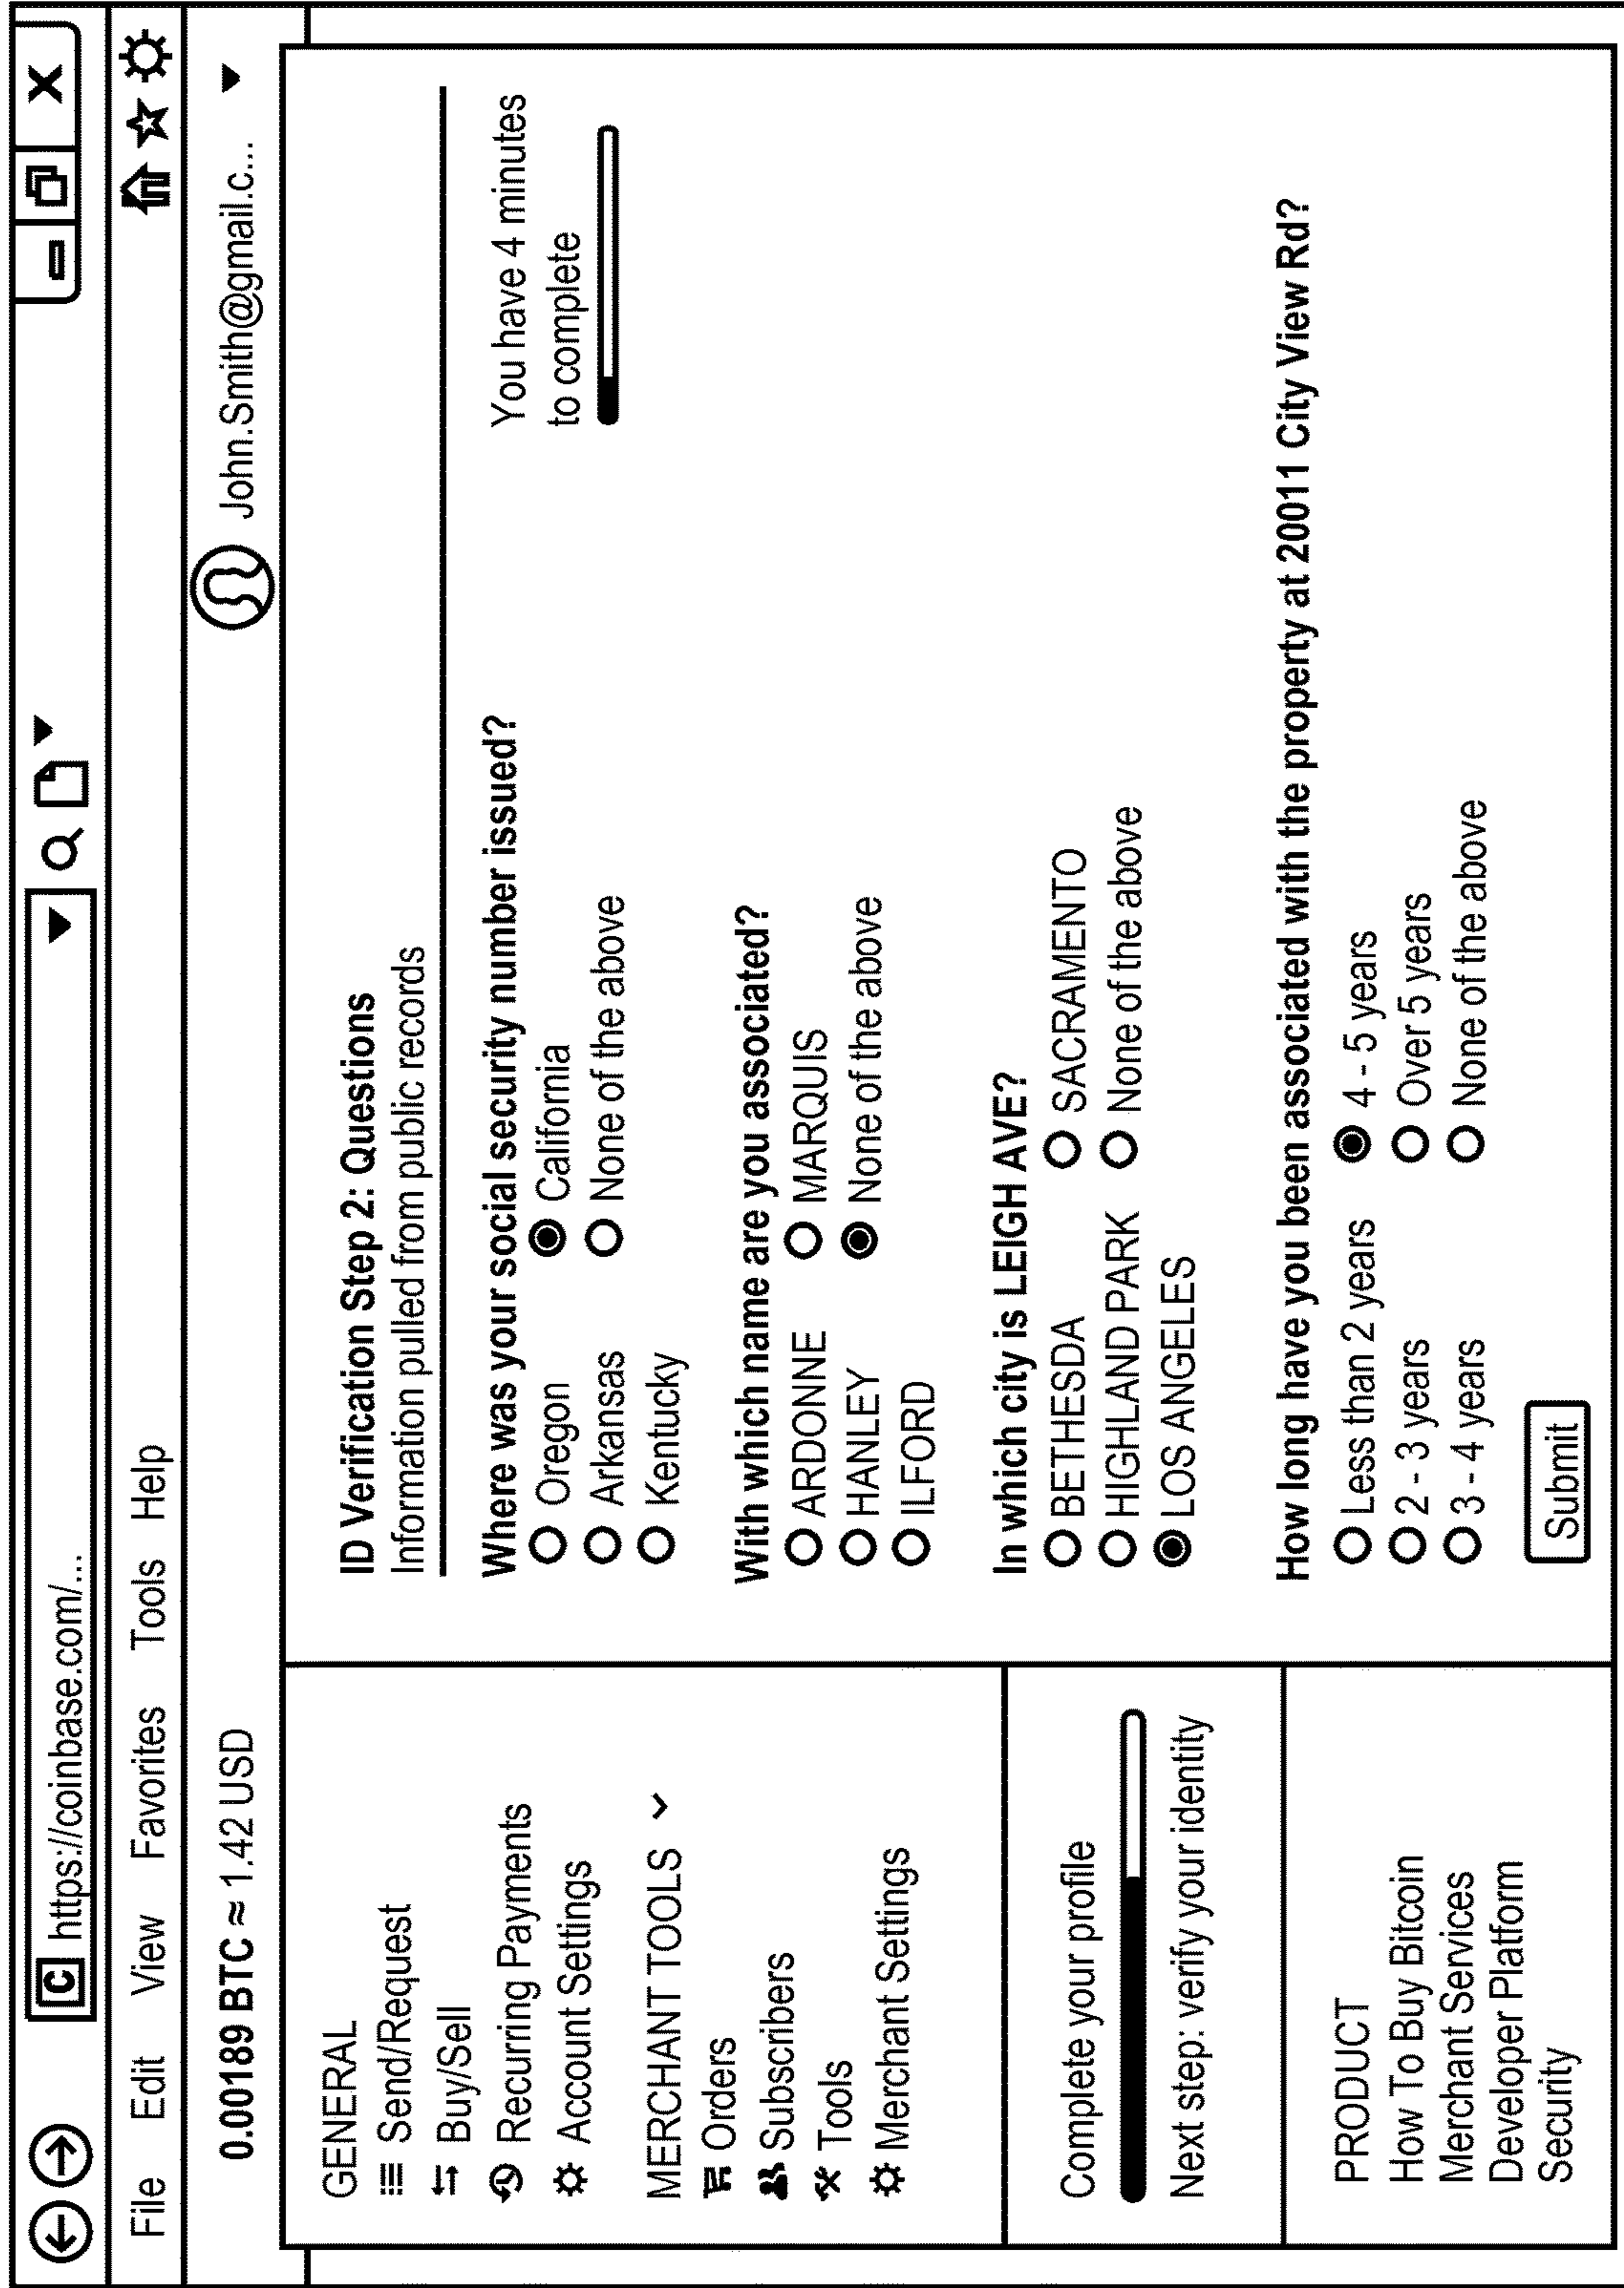 C https://coinbase.com/...
X
File Edit View Favorites Tools Help
0.00189 BTC ≈ 1.42 USD
John.Smith@gmail.c...
GENERAL
Send/Request
Buy/Sell
Recurring Payments
Account Settings
MERCHANT TOOLS
Orders
Subscribers
Tools
Merchant Settings
Complete your profile
Next step: verify your identity
PRODUCT
How To Buy Bitcoin
Merchant Services
Developer Platform
Security
ID Verification Step 2: Questions
Information pulled from public records
You have 4 minutes
to complete
Where was your social security number issued?
Oregon California
Arkansas None of the above
Kentucky
With which name are you associated?
ARDONNE MARQUIS
HANLEY None of the above
ILFORD
In which city is LEIGH AVE?
BETHESDA SACRAMENTO
HIGHLAND PARK None of the above
LOS ANGELES
How long have you been associated with the property at 20011 City View Rd?
Less than 2 years 4 - 5 years
2 - 3 years Over 5 years
3 - 4 years None of the above
Submit